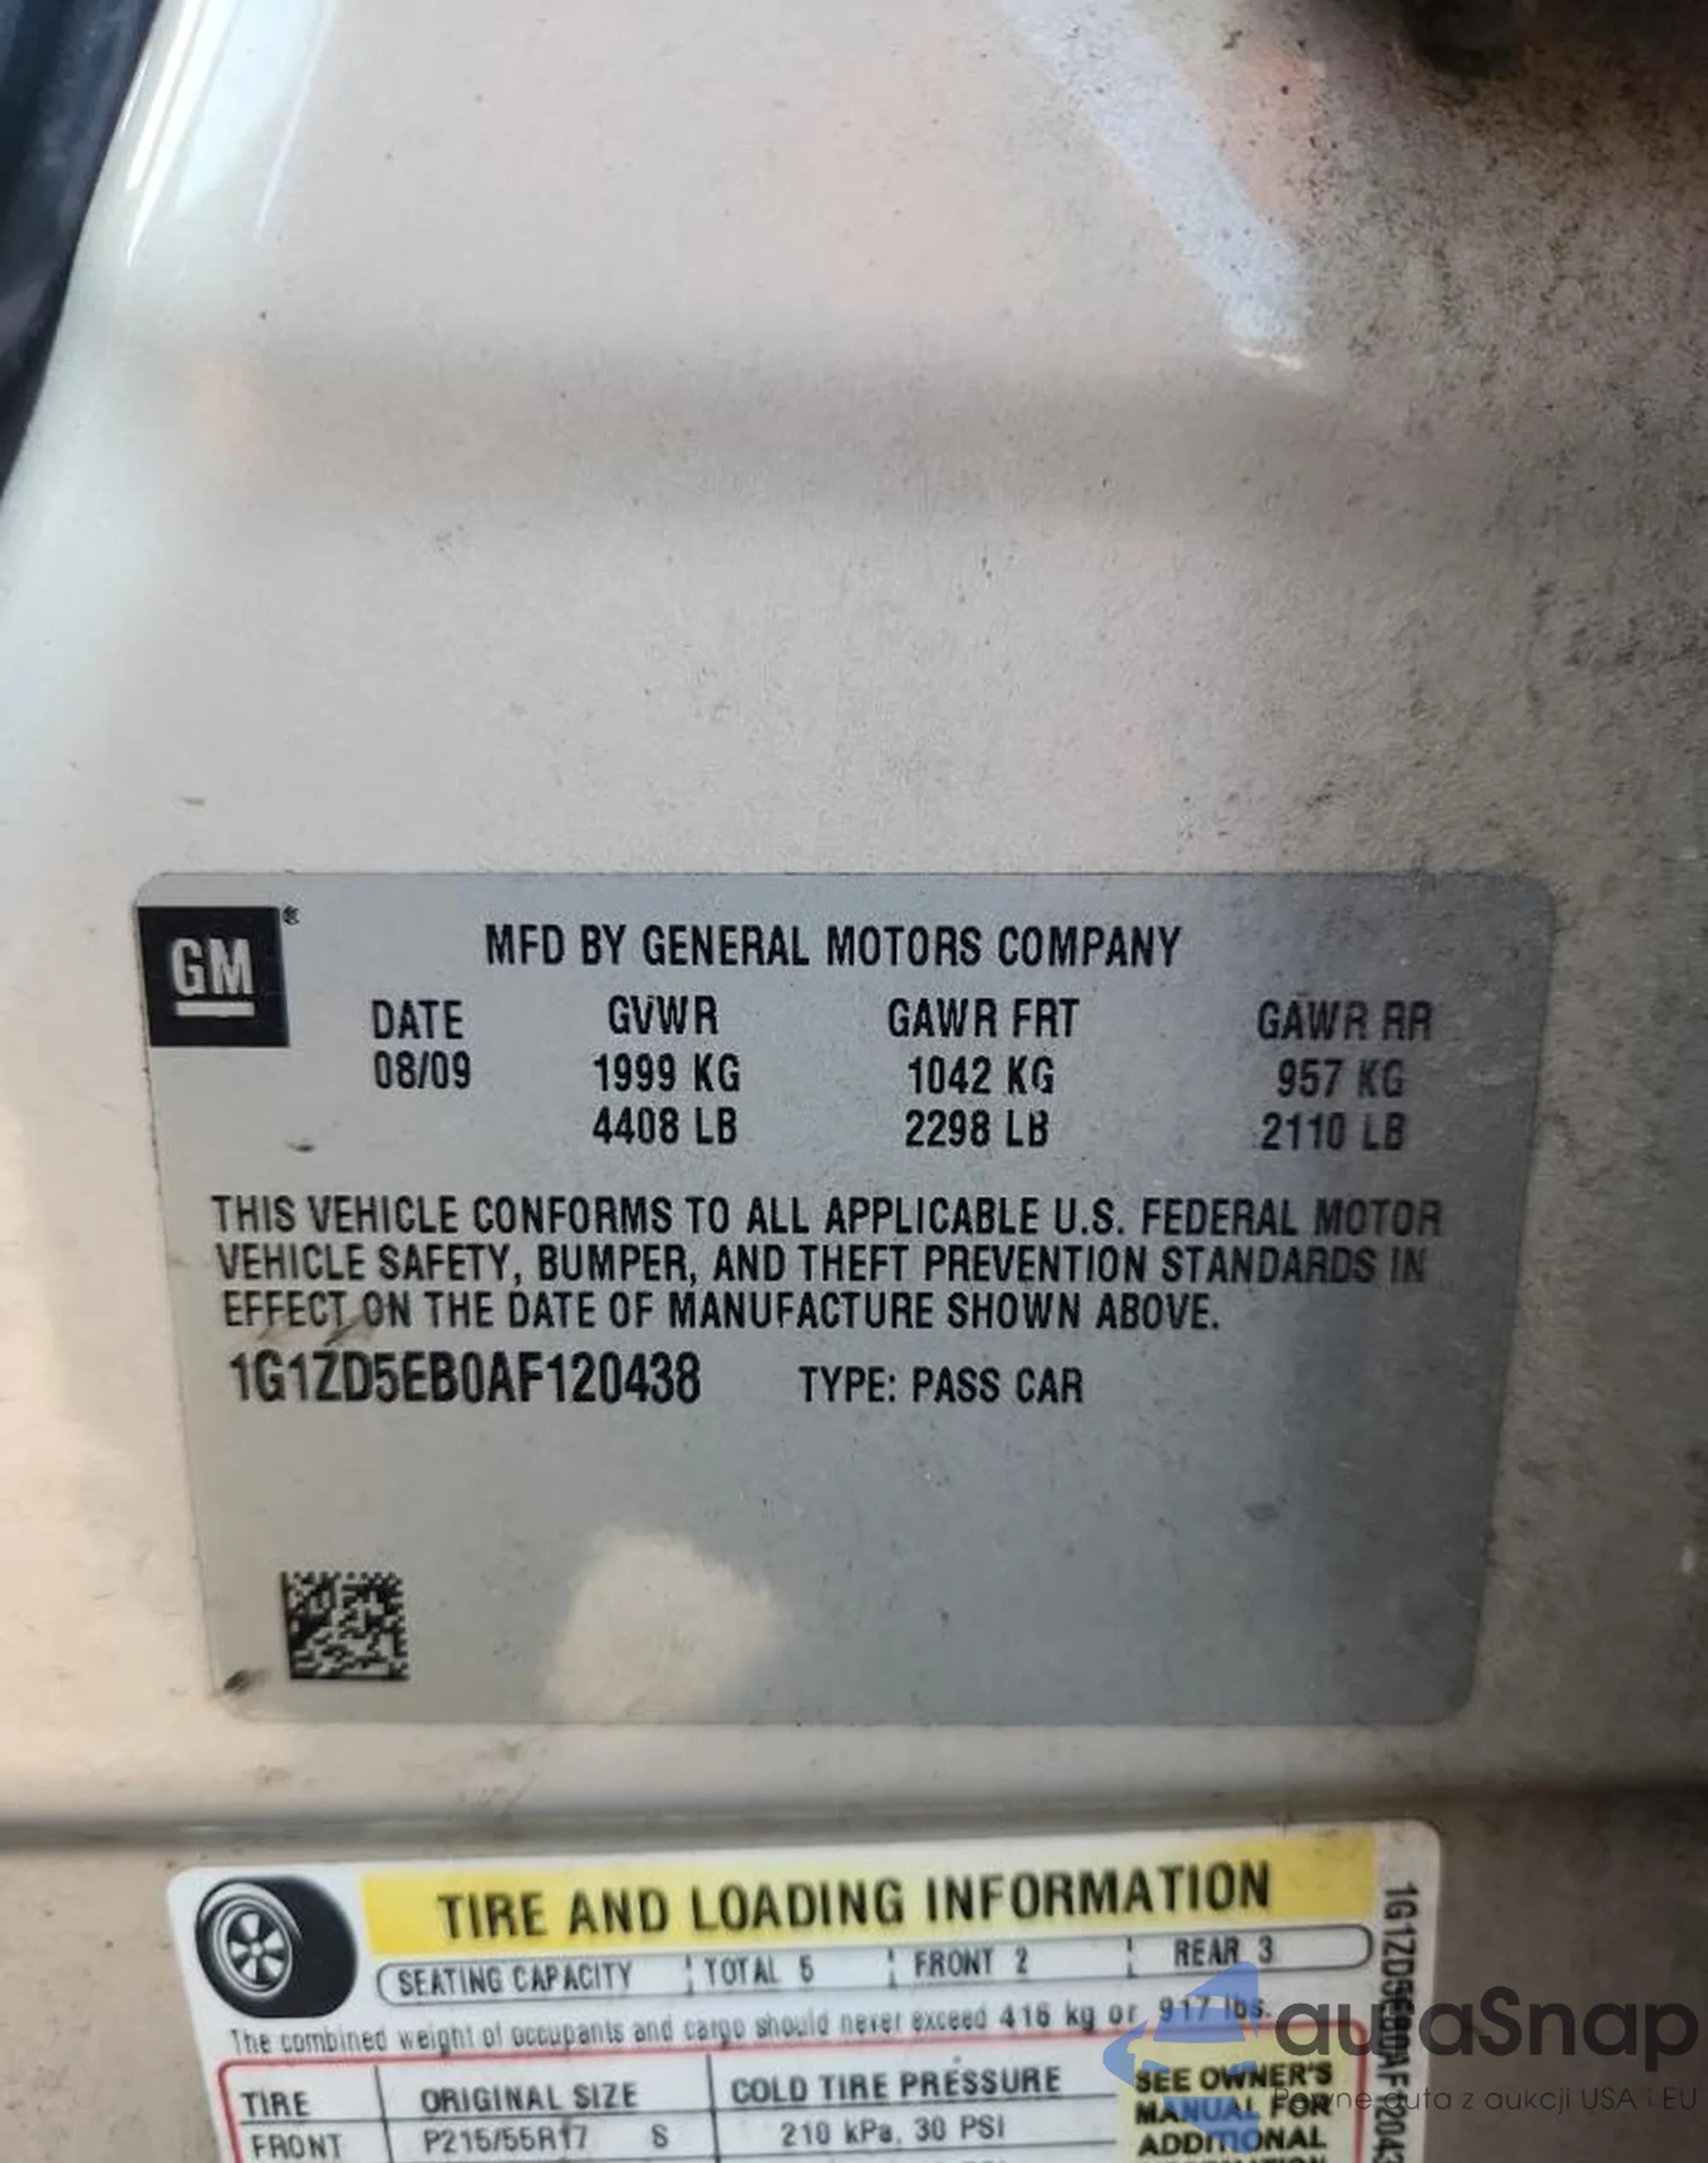 GM®
MFD BY GENERAL MOTORS COMPANY
DATE GVWR GAWR FRT GAWR RR
08/09 1999 KG 1042 KG 957 KG
4408 LB 2298 LB 2110 LB
THIS VEHICLE CONFORMS TO ALL APPLICABLE U.S. FEDERAL MOTOR
VEHICLE SAFETY, BUMPER, AND THEFT PREVENTION STANDARDS IN
EFFECT ON THE DATE OF MANUFACTURE SHOWN ABOVE.
1G1ZD5EB0AF120438 TYPE: PASS CAR
TIRE AND LOADING INFORMATION
SEATING CAPACITY TOTAL 5 FRONT 2 REAR 3
The combined weight of occupants and cargo should never exceed 416 kg or 917 lbs.
TIRE ORIGINAL SIZE COLD TIRE PRESSURE
FRONT P215/55R17 S 210 kPa, 30 PSI
SEE OWNER'S
MANUAL FOR
ADDITIONAL
auraSnap
auta z aukcji USA i EU